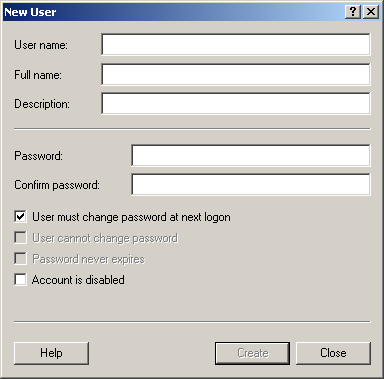 New User
User name:
Full name:
Description:
Password:
Confirm password:
User must change password at next logon
User cannot change password
Password never expires
Account is disabled
Help Create Close